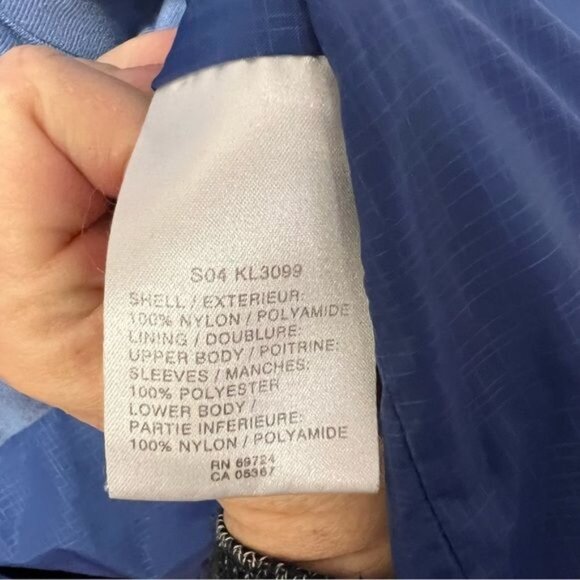 S04 KL3099
SHELL / EXTERIEUR:
100% NYLON / POLYAMIDE
LINING / DOUBLURE:
UPPER BODY / POITRINE:
SLEEVES / MANCHES:
100% POLYESTER
LOWER BODY /
PARTIE INFERIEURE:
100% NYLON / POLYAMIDE
RN 69724
CA 05367